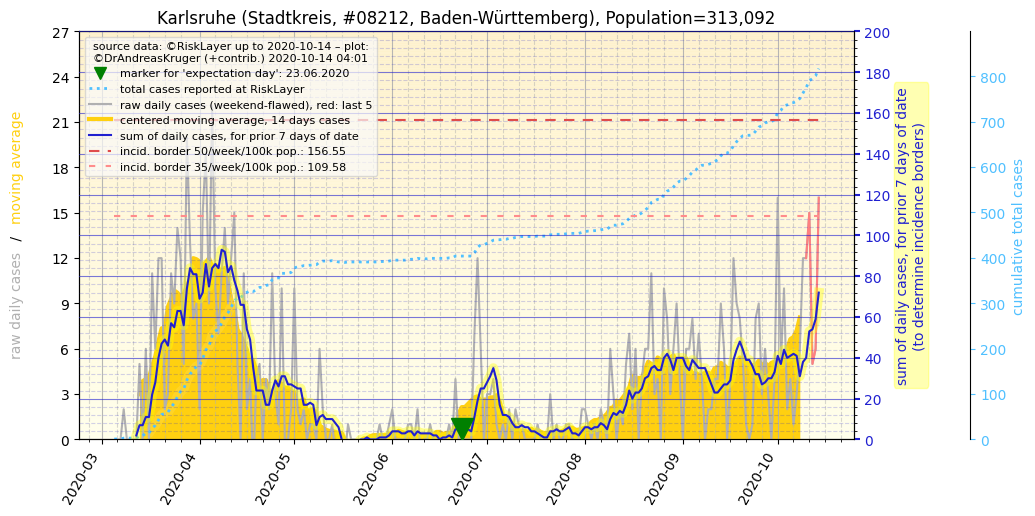 Karlsruhe (Stadtkreis, #08212, Baden-Württemberg), Population=313,092
source data: ©RiskLayer up to 2020-10-14 – plot:
©DrAndreasKruger (+contrib.) 2020-10-14 04:01
marker for 'expectation day': 23.06.2020
total cases reported at RiskLayer
raw daily cases (weekend-flawed), red: last 5
centered moving average, 14 days cases
sum of daily cases, for prior 7 days of date
incid. border 50/week/100k pop.: 156.55
incid. border 35/week/100k pop.: 109.58
raw daily cases / moving average
27
24
21
18
15
12
9
6
3
0
2020-03
2020-04
2020-05
2020-06
2020-07
2020-08
2020-09
2020-10
200
180
160
140
120
100
80
60
40
20
0
sum of daily cases, for prior 7 days of date
(to determine incidence borders)
800
700
600
500
400
300
200
100
0
cumulative total cases